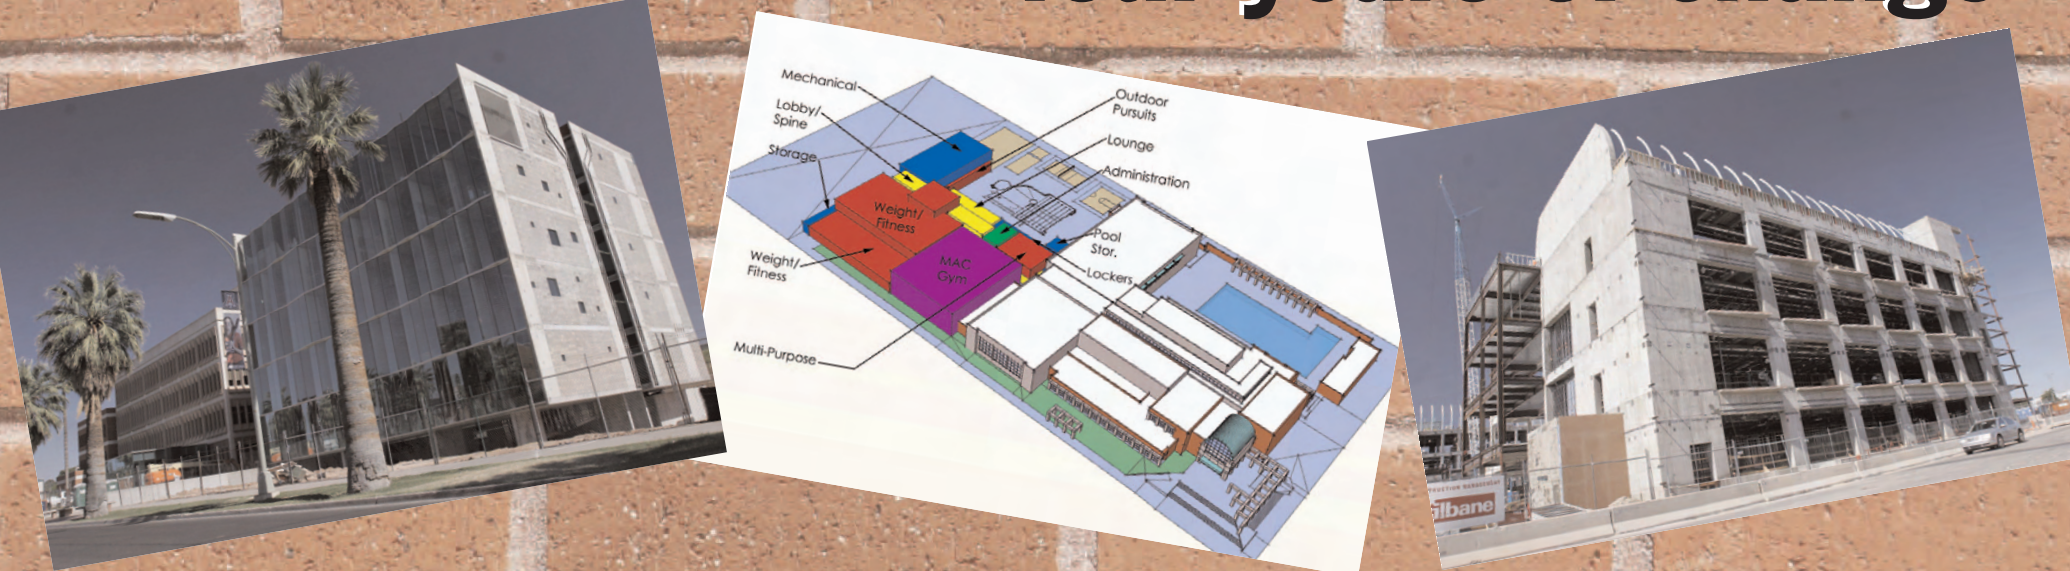 Mechanical
Lobby/
Spine
Storage
Weight/
Fitness
Weight/
Fitness
MAC
Gym
Multi-Purpose
Outdoor
Pursuits
Lounge
Administration
Pool
Stor.
Lockers